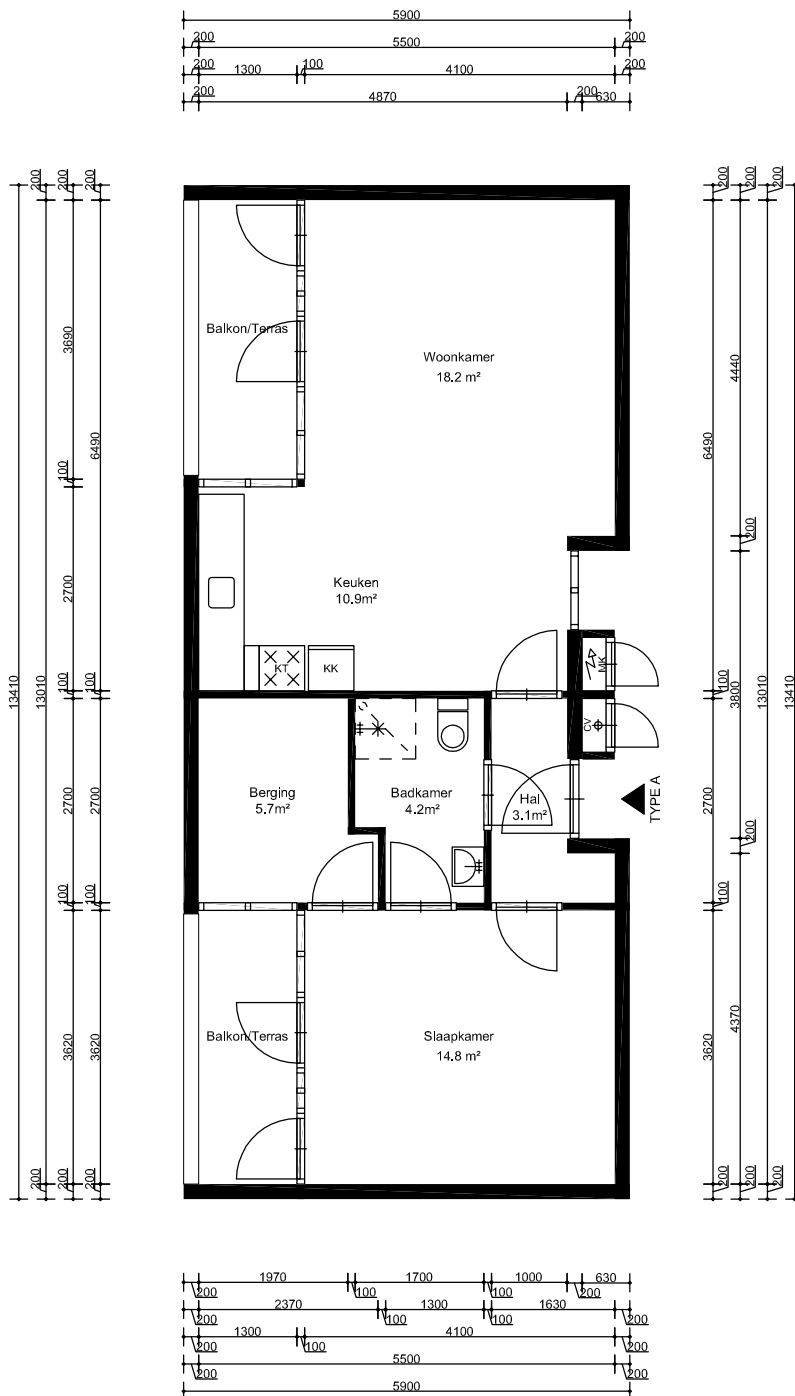 5900
200 5500 200
200 1300 100 4100 200
200 4870 200 630
200 200 200
200 200 200
Balkon/Terras
Woonkamer
18.2 m²
3690
4440
6490
6490
100
200
Keuken
10.9m²
2700
KT
KK
MK
13410
13010
100
100
100
3800
13010
13410
CV
Berging
5.7m²
Badkamer
4.2m²
Hal
3.1m²
TYPE A
2700
2700
2700
200
100
100
100
Balkon/Terras
Slaapkamer
14.8 m²
3620
3620
3620
4370
200 200 200
200 200 200
1970 1700 1000 630
200 100 100 200
2370 1300 1630
200 100 100 200
1300 4100
200 100 200
5500
200 200
5900